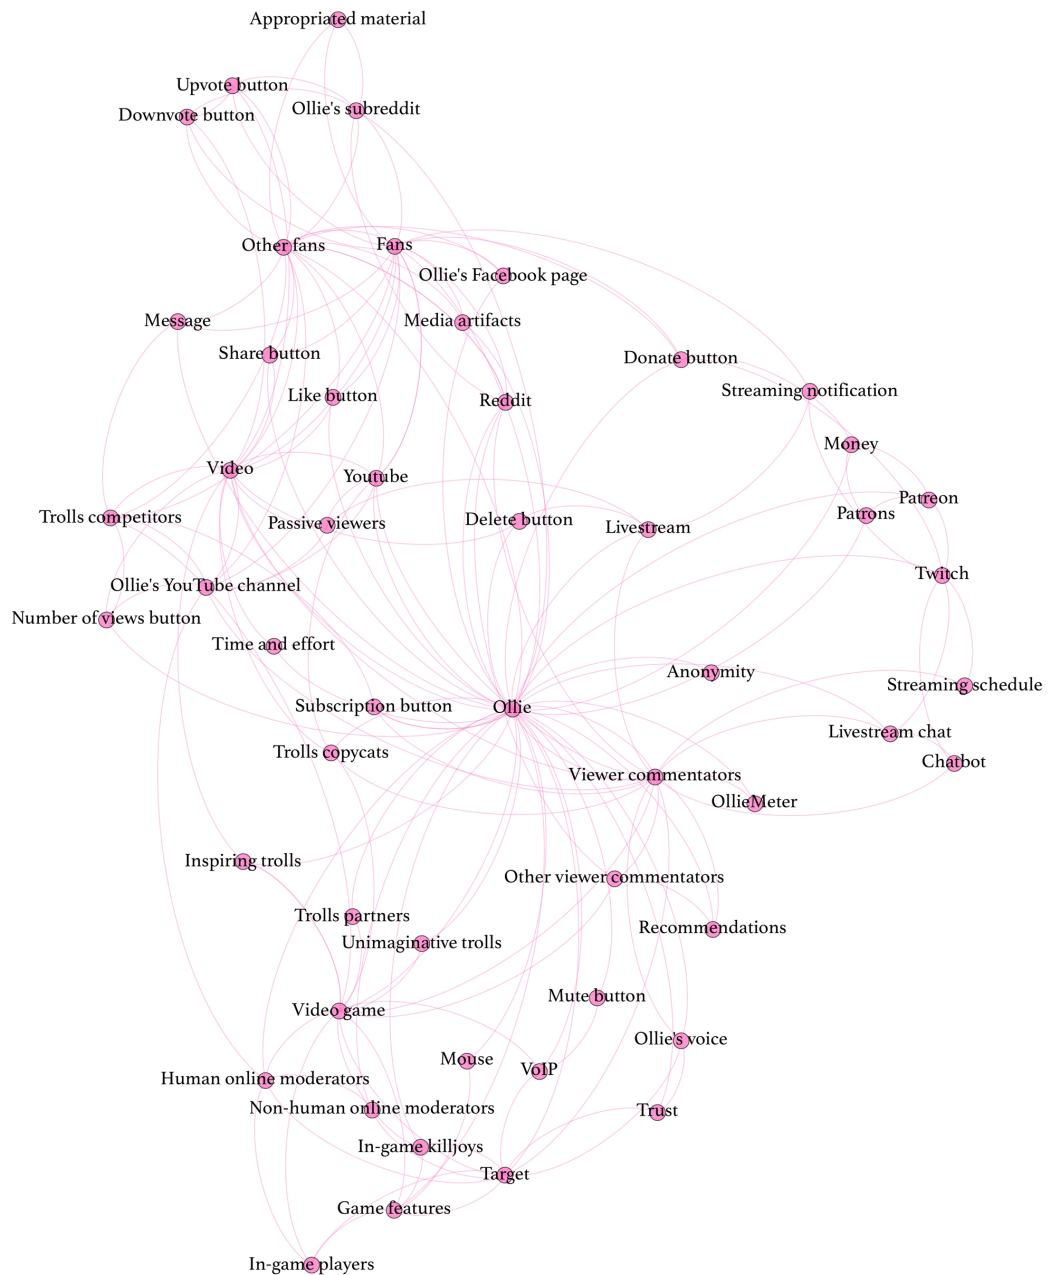 Appropriated material
Upvote button
Ollie's subreddit
Downvote button
Other fans
Fans
Ollie's Facebook page
Message
Media artifacts
Share button
Donate button
Streaming notification
Like button
Reddit
Money
Video
Youtube
Patreon
Trolls competitors
Passive viewers
Delete button
Livestream
Patrons
Twitch
Ollie's YouTube channel
Number of views button
Time and effort
Anonymity
Streaming schedule
Subscription button
Ollie
Livestream chat
Trolls copycats
Chatbot
Viewer commentators
OllieMeter
Inspiring trolls
Other viewer commentators
Trolls partners
Recommendations
Unimaginative trolls
Mute button
Video game
Ollie's voice
Mouse
VoIP
Human online moderators
Non-human online moderators
Trust
In-game killjoys
Target
Game features
In-game players